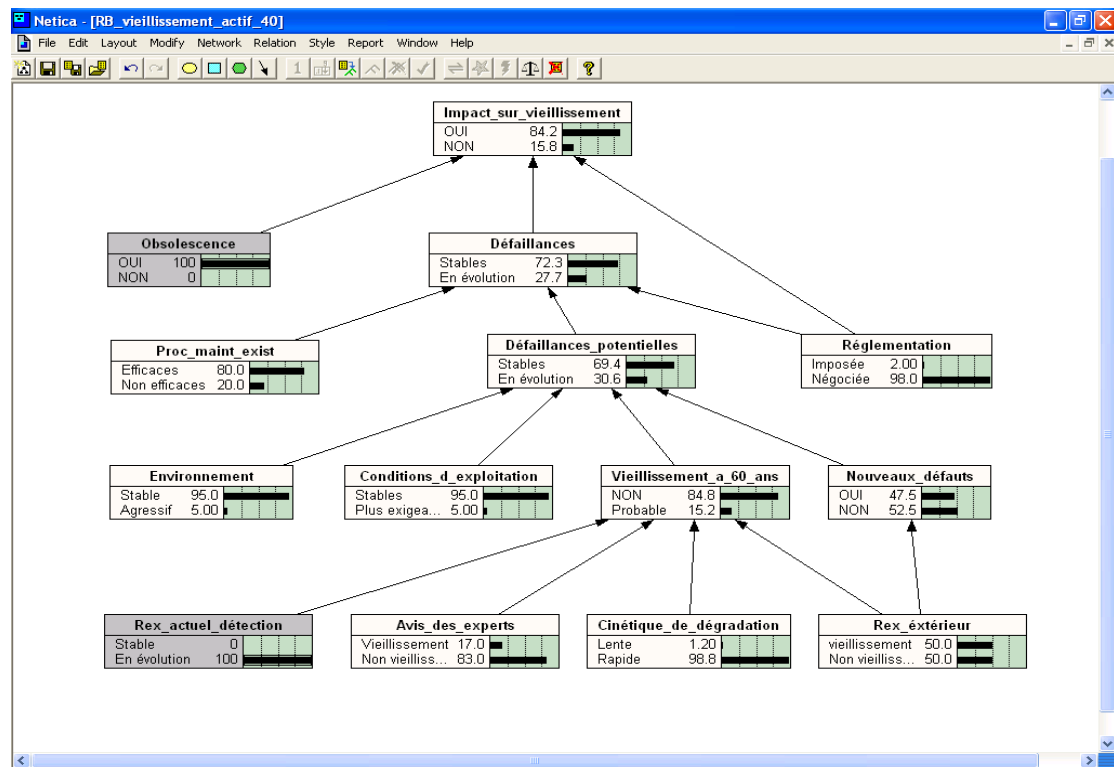 Netica - [RB_vieillissement_actif_40]
File Edit Layout Modify Network Relation Style Report Window Help
Impact_sur_vieillissement
OUI 84.2
NON 15.8
Obsolescence
OUI 100
NON 0
Défaillances
Stables 72.3
En évolution 27.7
Proc_maint_exist
Efficaces 80.0
Non efficaces 20.0
Défaillances_potentielles
Stables 69.4
En évolution 30.6
Réglementation
Imposée 2.00
Négociée 98.0
Environnement
Stable 95.0
Agressif 5.00
Conditions_d_exploitation
Stables 95.0
Plus exigea... 5.00
Vieillissement_a_60_ans
NON 84.8
Probable 15.2
Nouveaux_défauts
OUI 47.5
NON 52.5
Rex_actuel_détection
Stable 0
En évolution 100
Avis_des_experts
Vieillissement 17.0
Non vieilliss... 83.0
Cinétique_de_dégradation
Lente 1.20
Rapide 98.8
Rex_éxtérieur
vieillissement 50.0
Non vieilliss... 50.0